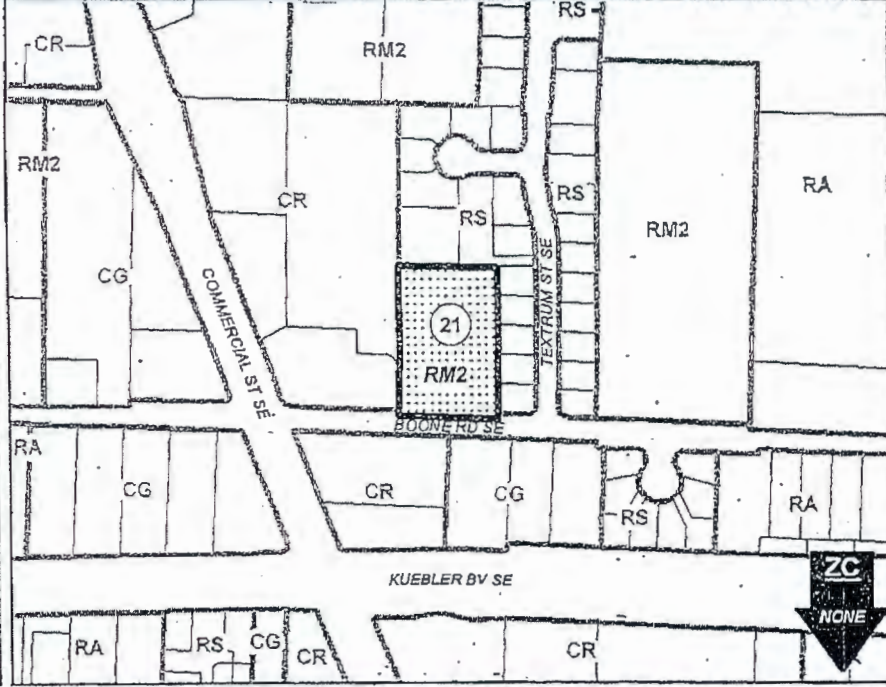 RS
CR
RM2
RM2
CR
RS
RS
RA
RM2
CG
COMMERCIAL ST SE
21
RM2
TEXTRUM ST SE
BOONE RD SE
RA
CG
CR
CG
RS
RA
KUEBLER BV SE
ZC
NONE
RA
RS
CG
CR
CR